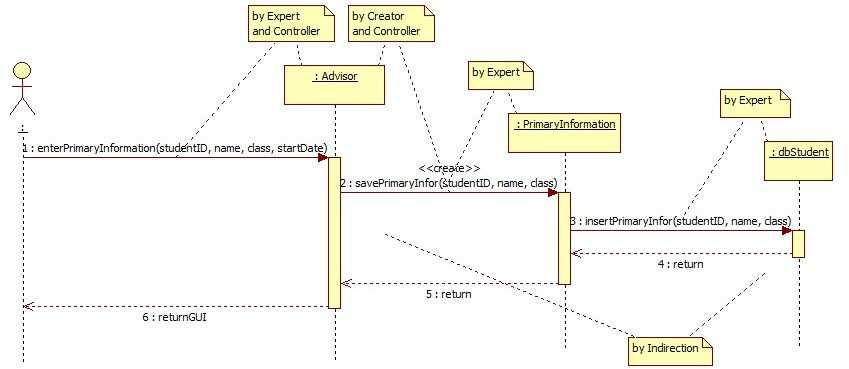 by Expert
and Controller
by Creator
and Controller
: Advisor
by Expert
: PrimaryInformation
by Expert
: dbStudent
:
1 : enterPrimaryInformation(studentID, name, class, startDate)
<<create>>
2 : savePrimaryInfor(studentID, name, class)
3 : insertPrimaryInfor(studentID, name, class)
4 : return
5 : return
6 : returnGUI
by Indirection